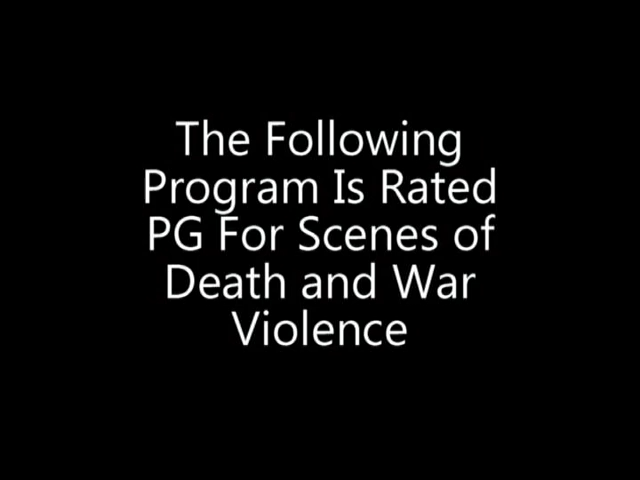 The Following
Program Is Rated
PG For Scenes of
Death and War
Violence